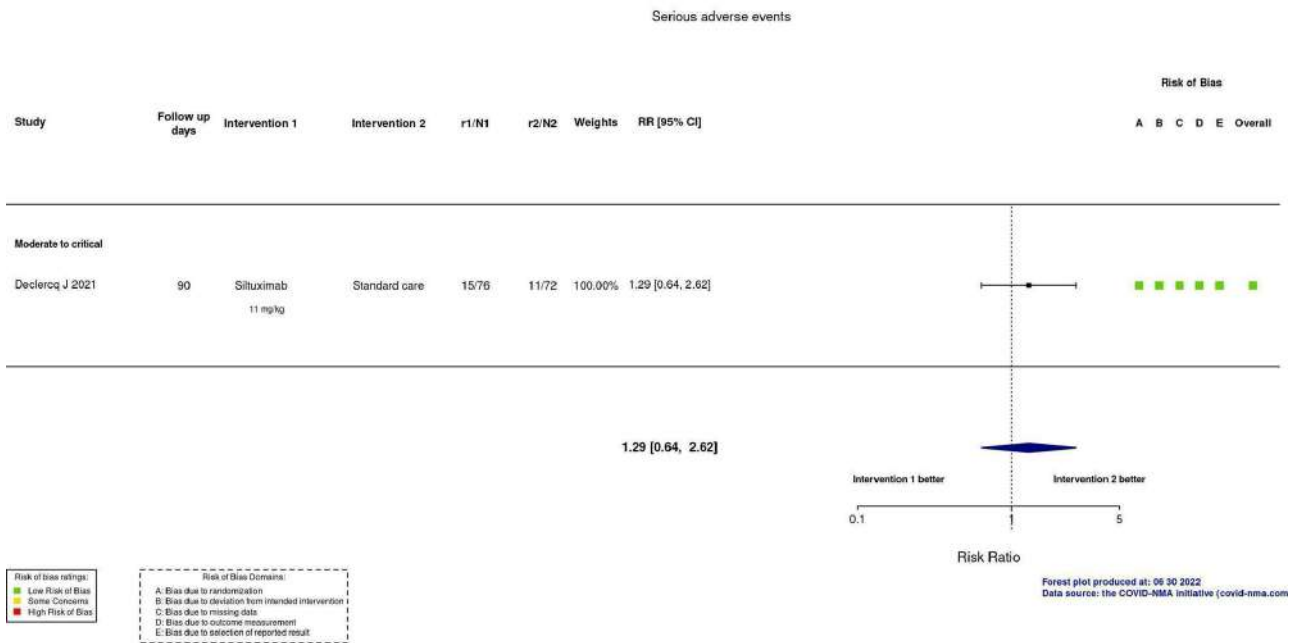 Serious adverse events
Risk of Bias
Study Follow up days Intervention 1 Intervention 2 r1/N1 r2/N2 Weights RR [95% CI] A B C D E Overall
Moderate to critical
Declercq J 2021 90 Siltuximab Standard care 15/76 11/72 100.00% 1.29 [0.64, 2.62]
11 mg/kg
1.29 [0.64, 2.62]
Intervention 1 better Intervention 2 better
0.1 1 5
Risk Ratio
Forest plot produced at: 06 30 2022
Data source: the COVID-NMA initiative (covid-nma.com
Risk of bias ratings:
Low Risk of Bias
Some Concerns
High Risk of Bias
Risk of Bias Domains:
A: Bias due to randomization
B: Bias due to deviation from intended intervention
C: Bias due to missing data
D: Bias due to outcome measurement
E: Bias due to selection of reported result